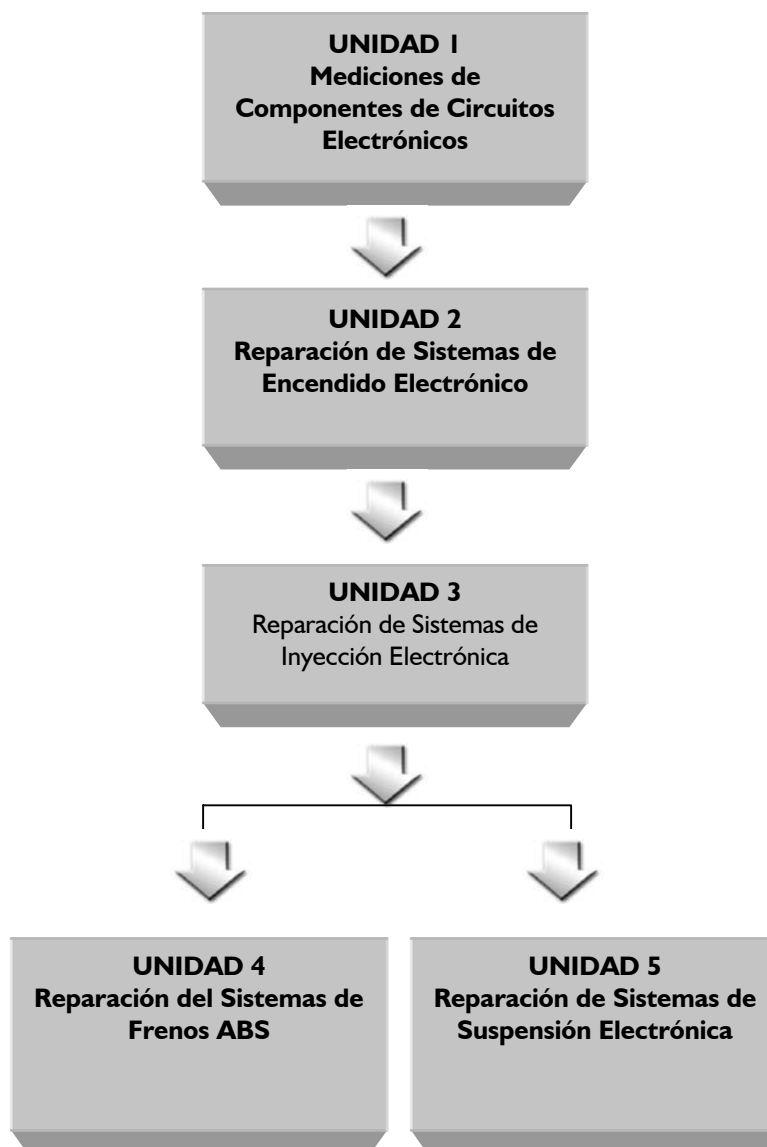 UNIDAD 1
Mediciones de
Componentes de Circuitos
Electrónicos
UNIDAD 2
Reparación de Sistemas de
Encendido Electrónico
UNIDAD 3
Reparación de Sistemas de
Inyección Electrónica
UNIDAD 4
Reparación del Sistemas de
Frenos ABS
UNIDAD 5
Reparación de Sistemas de
Suspensión Electrónica